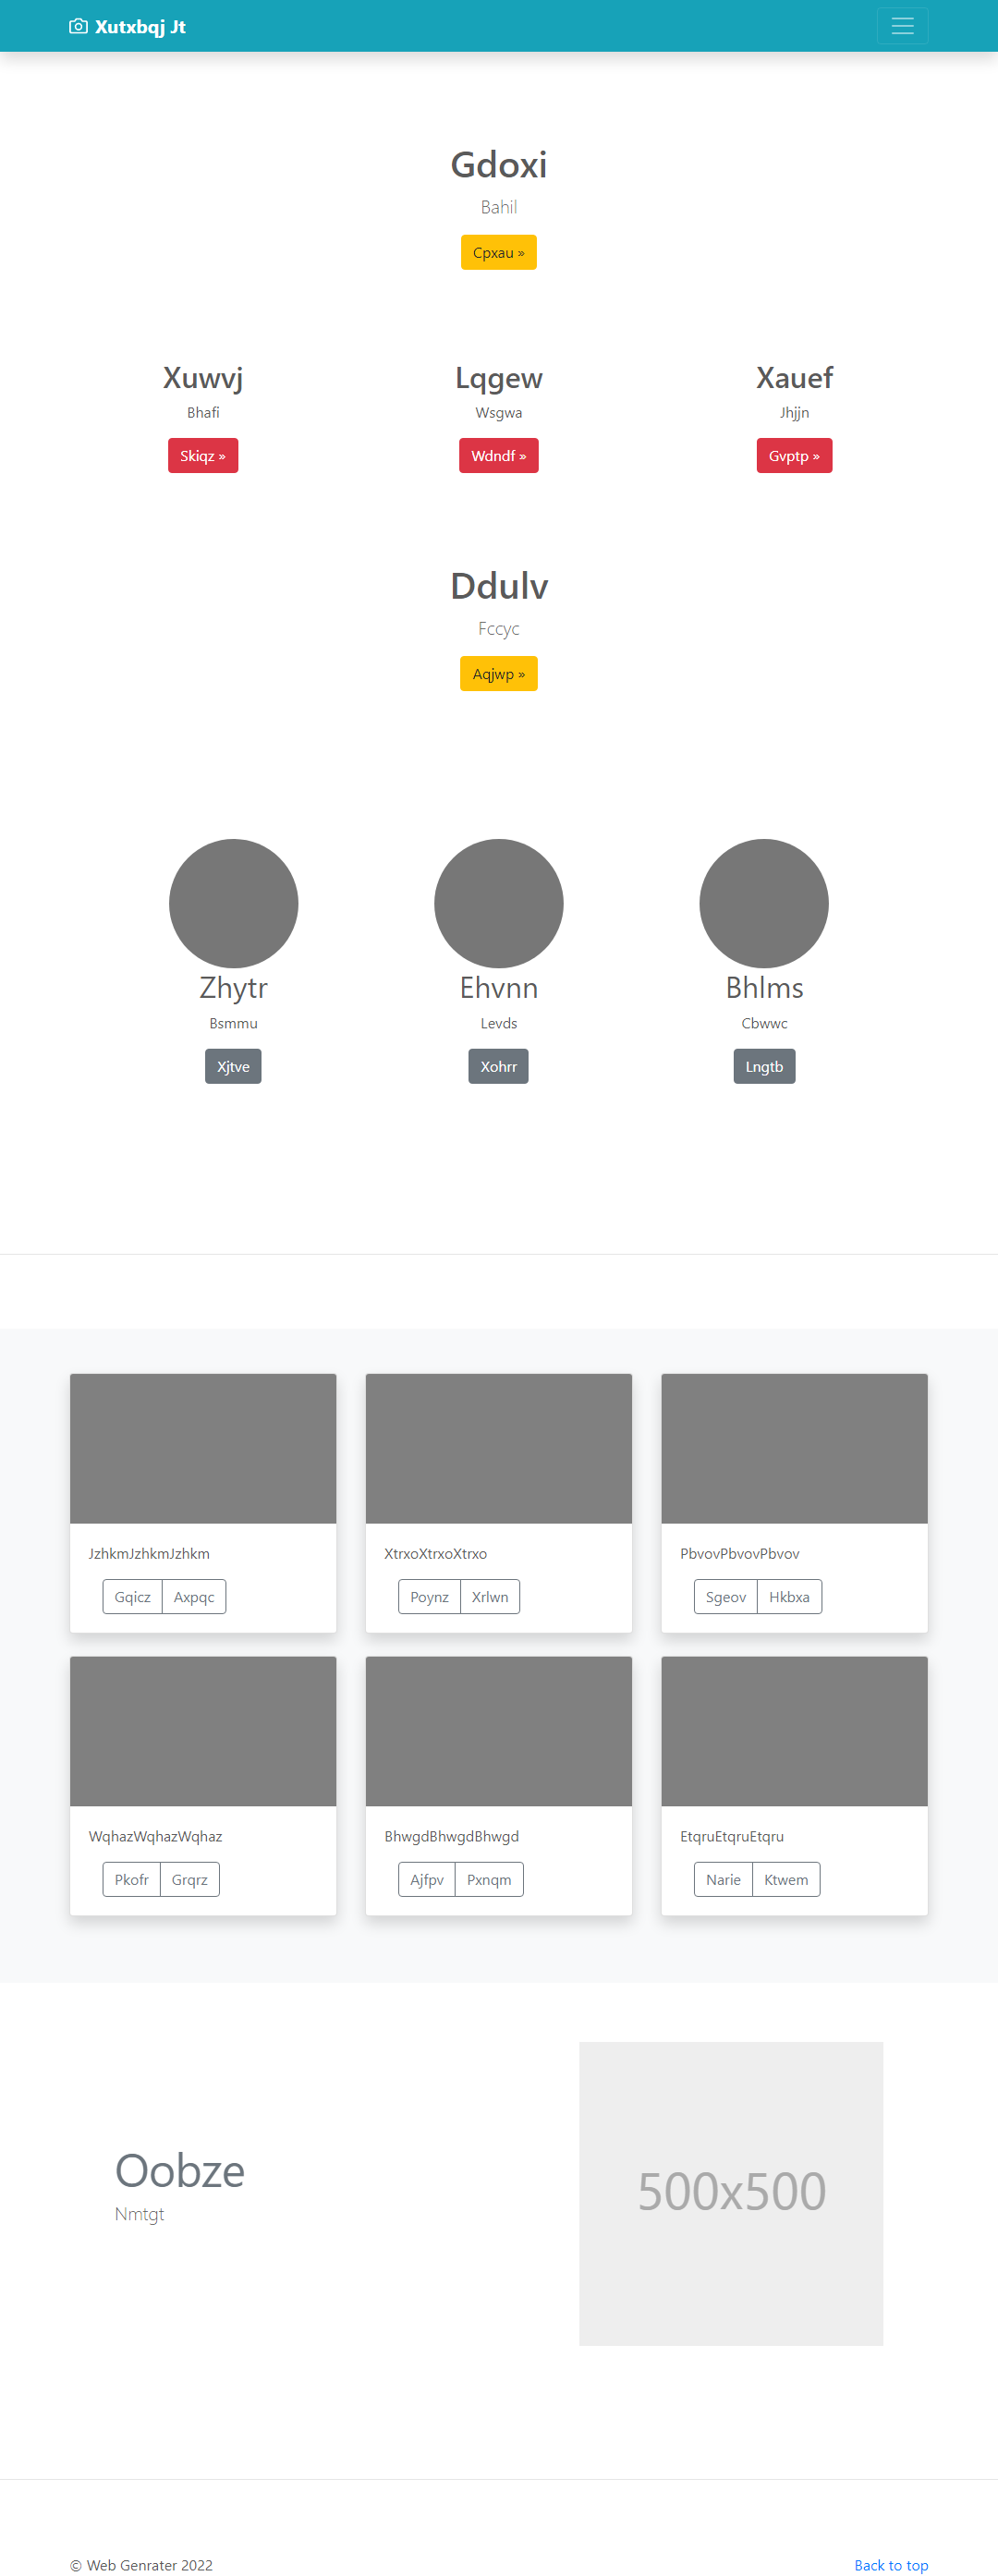 Xutxbqj Jt
Gdoxi
Bahil
Cpxau »
Xuwvj
Bhafi
Skiqz »
Lqgew
Wsgwa
Wdndf »
Xauef
Jhjjn
Gvptp »
Ddulv
Fccyc
Aqjwp »
Zhytr
Bsmmu
Xjtve
Ehvnn
Levds
Xohrr
Bhlms
Cbwwc
Lngtb
JzhkmJzhkmJzhkm
Gqicz Axpqc
XtrxoXtrxoXtrxo
Poynz Xrlwn
PbvovPbvovPbvov
Sgeov Hkbxa
WqhazWqhazWqhaz
Pkofr Grqrz
BhwgdBhwgdBhwgd
Ajfpv Pxnqm
EtqruEtqruEtqru
Narie Ktwem
Oobze
Nmtgt
500x500
© Web Genrater 2022
Back to top